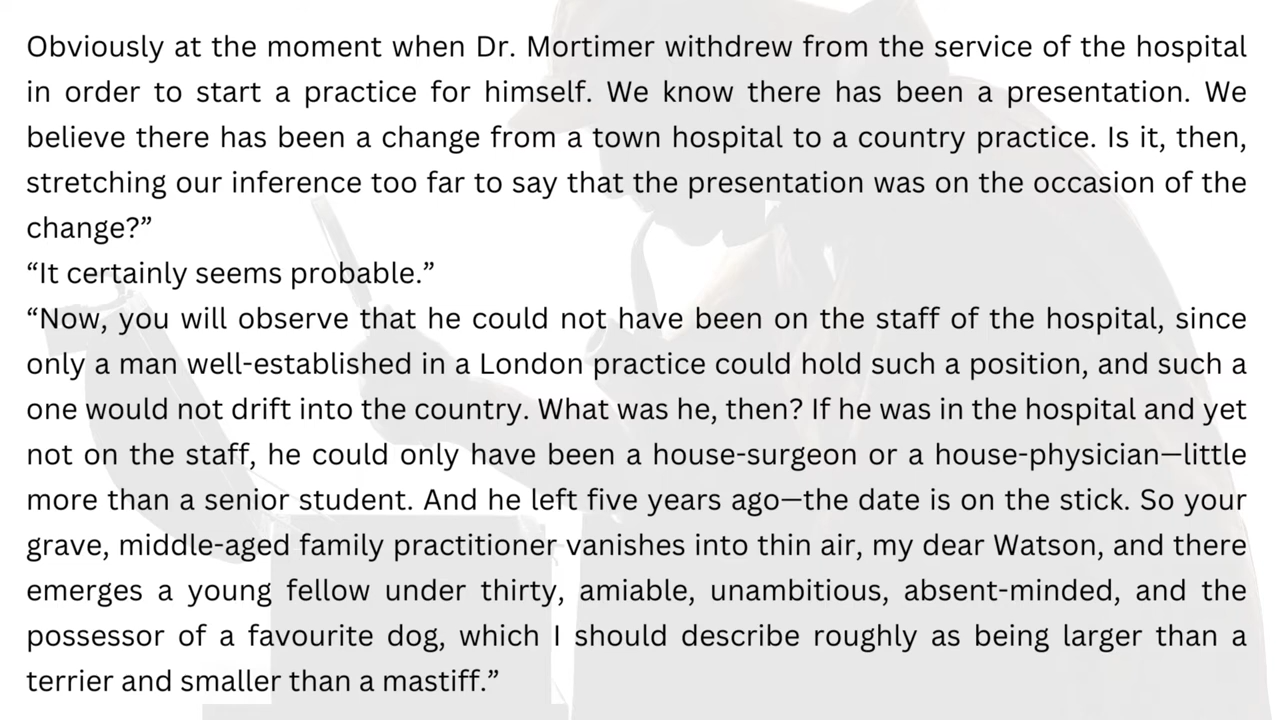 Obviously at the moment when Dr. Mortimer withdrew from the service of the hospital
in order to start a practice for himself. We know there has been a presentation. We
believe there has been a change from a town hospital to a country practice. Is it, then,
stretching our inference too far to say that the presentation was on the occasion of the
change?”
“It certainly seems probable.”
“Now, you will observe that he could not have been on the staff of the hospital, since
only a man well-established in a London practice could hold such a position, and such a
one would not drift into the country. What was he, then? If he was in the hospital and yet
not on the staff, he could only have been a house-surgeon or a house-physician—little
more than a senior student. And he left five years ago—the date is on the stick. So your
grave, middle-aged family practitioner vanishes into thin air, my dear Watson, and there
emerges a young fellow under thirty, amiable, unambitious, absent-minded, and the
possessor of a favourite dog, which I should describe roughly as being larger than a
terrier and smaller than a mastiff.”